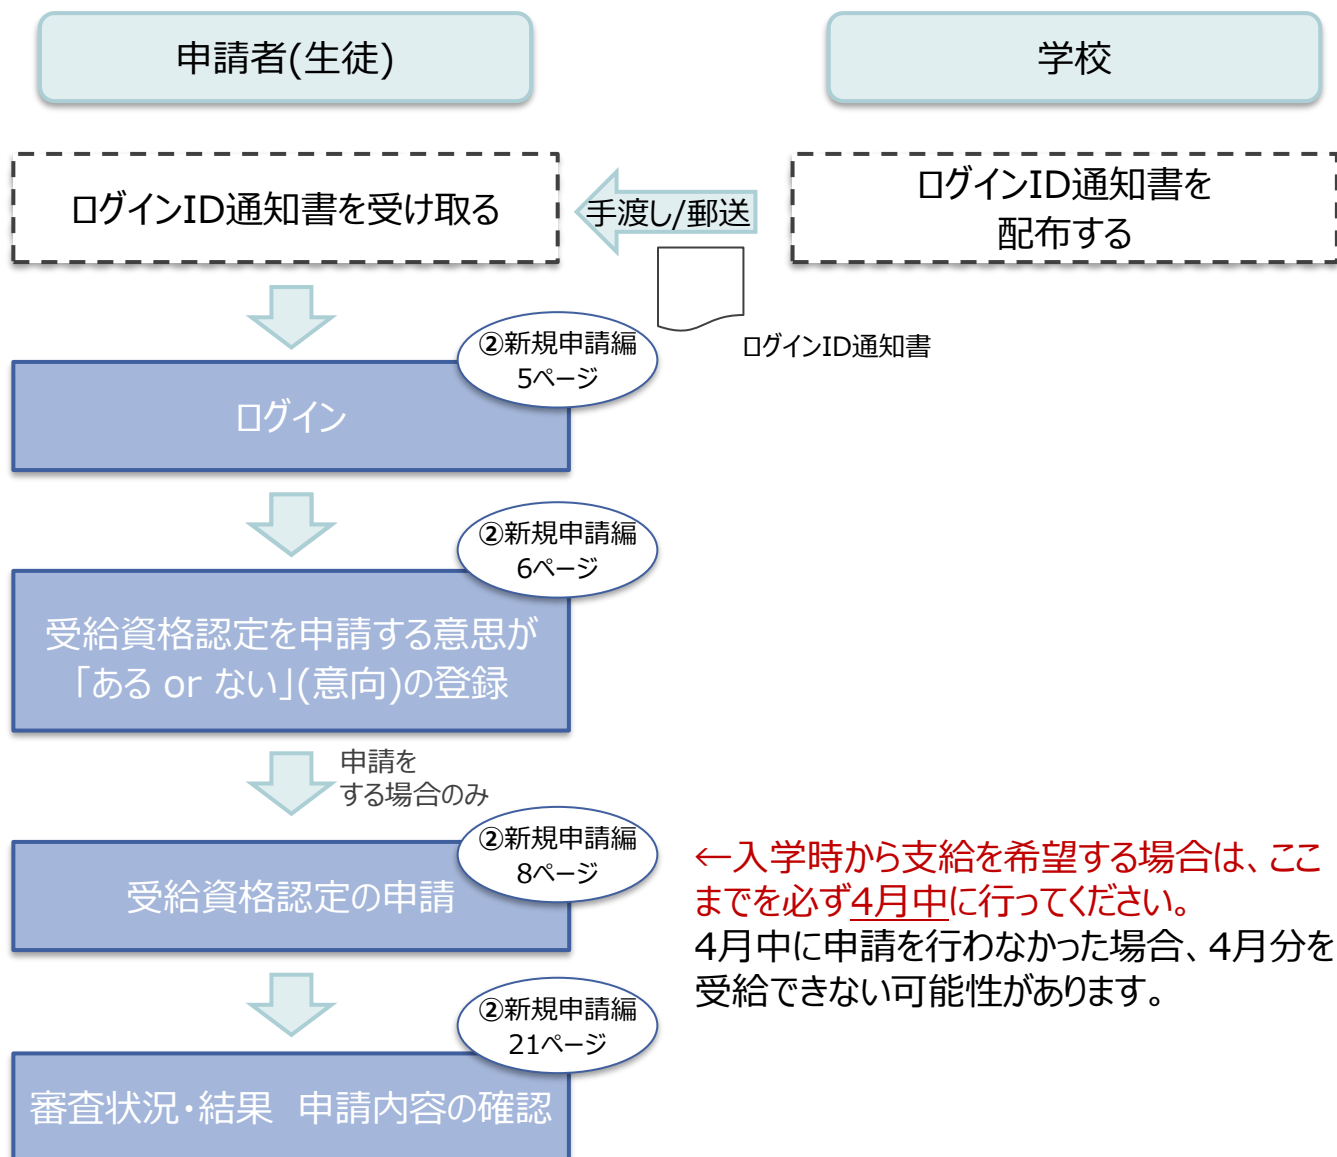 申請者(生徒)
学校
ログインID通知書を受け取る
手渡し/郵送
ログインID通知書を
配布する
ログインID通知書
②新規申請編
5ページ
ログイン
②新規申請編
6ページ
受給資格認定を申請する意思が
「ある or ない」(意向)の登録
申請を
する場合のみ
②新規申請編
8ページ
受給資格認定の申請
←入学時から支給を希望する場合は、ここ
までを必ず4月中に行ってください。
4月中に申請を行わなかった場合、4月分を
受給できない可能性があります。
②新規申請編
21ページ
審査状況・結果　申請内容の確認